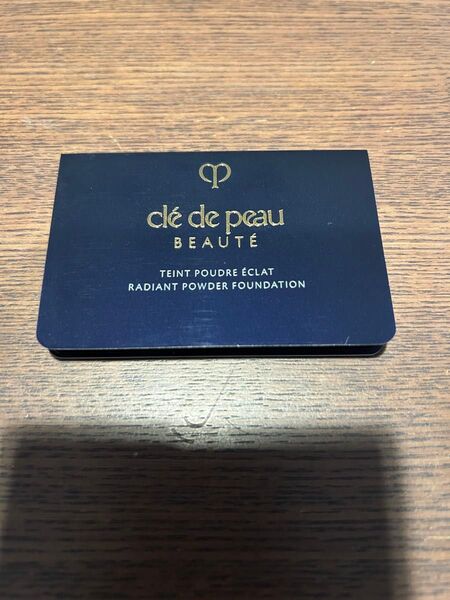 clé de peau
BEAUTÉ
TEINT POUDRE ÉCLAT
RADIANT POWDER FOUNDATION